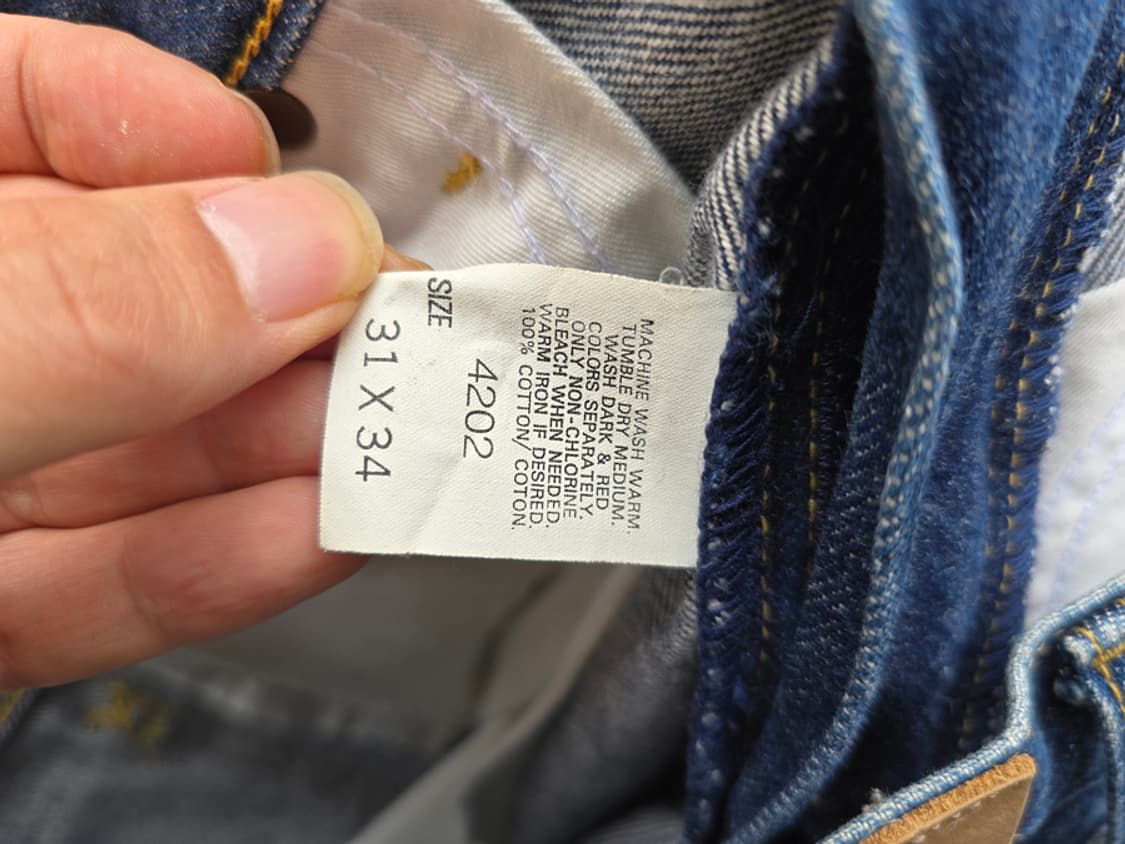 MACHINE WASH WARM.
TUMBLE DRY MEDIUM.
WASH DARK & RED
COLORS SEPARATELY.
ONLY NON-CHLORINE
BLEACH WHEN NEEDED.
WARM IRON IF DESIRED.
100% COTTON/ COTON.
4202
SIZE
31 X 34